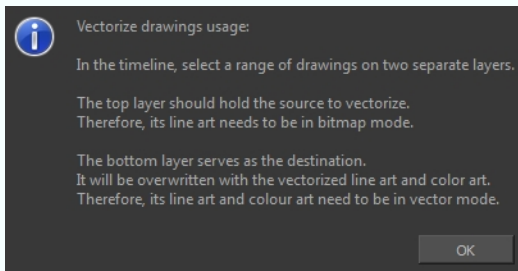 Vectorize drawings usage:
In the timeline, select a range of drawings on two separate layers.
The top layer should hold the source to vectorize.
Therefore, its line art needs to be in bitmap mode.
The bottom layer serves as the destination.
It will be overwritten with the vectorized line art and color art.
Therefore, its line art and colour art need to be in vector mode.
OK